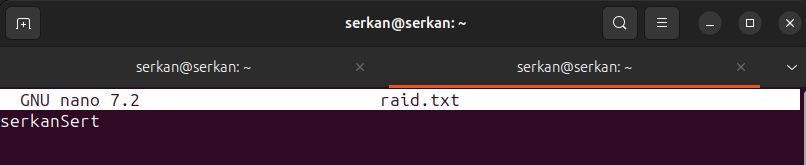 serkan@serkan: ~
serkan@serkan: ~ serkan@serkan: ~
GNU nano 7.2 raid.txt
serkanSert